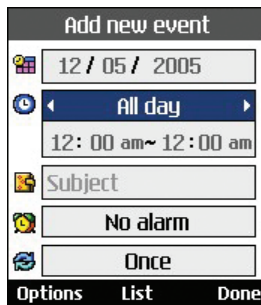 Add new event
12 / 05 / 2005
All day
12: 00 am~ 12: 00 am
Subject
No alarm
Once
Options List Done